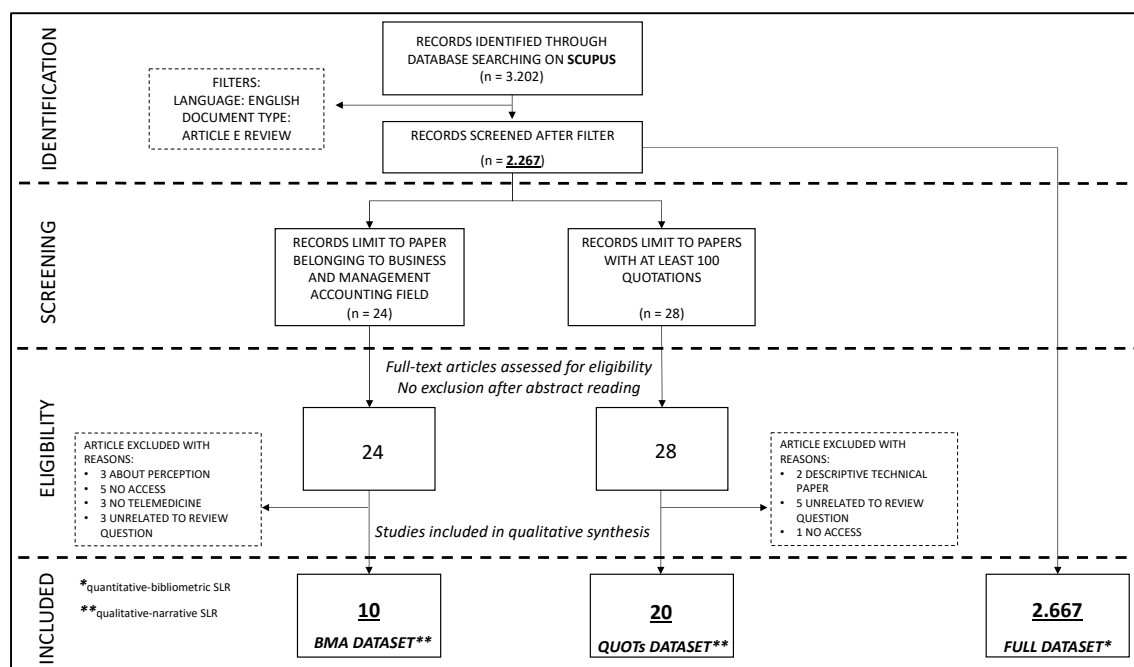 IDENTIFICATION
RECORDS IDENTIFIED THROUGH
DATABASE SEARCHING ON SCUPUS
(n = 3.202)
FILTERS:
LANGUAGE: ENGLISH
DOCUMENT TYPE:
ARTICLE E REVIEW
RECORDS SCREENED AFTER FILTER
(n = 2.267)
SCREENING
RECORDS LIMIT TO PAPER
BELONGING TO BUSINESS
AND MANAGEMENT
ACCOUNTING FIELD
(n = 24)
RECORDS LIMIT TO PAPERS
WITH AT LEAST 100
QUOTATIONS
(n = 28)
ELIGIBILITY
Full-text articles assessed for eligibility
No exclusion after abstract reading
24
28
ARTICLE EXCLUDED WITH
REASONS:
• 3 ABOUT PERCEPTION
• 5 NO ACCESS
• 3 NO TELEMEDICINE
• 3 UNRELATED TO REVIEW
QUESTION
ARTICLE EXCLUDED WITH
REASONS:
• 2 DESCRIPTIVE TECHNICAL
PAPER
• 5 UNRELATED TO REVIEW
QUESTION
• 1 NO ACCESS
Studies included in qualitative synthesis
INCLUDED
*quantitative-bibliometric SLR
**qualitative-narrative SLR
10
BMA DATASET**
20
QUOTs DATASET**
2.667
FULL DATASET*